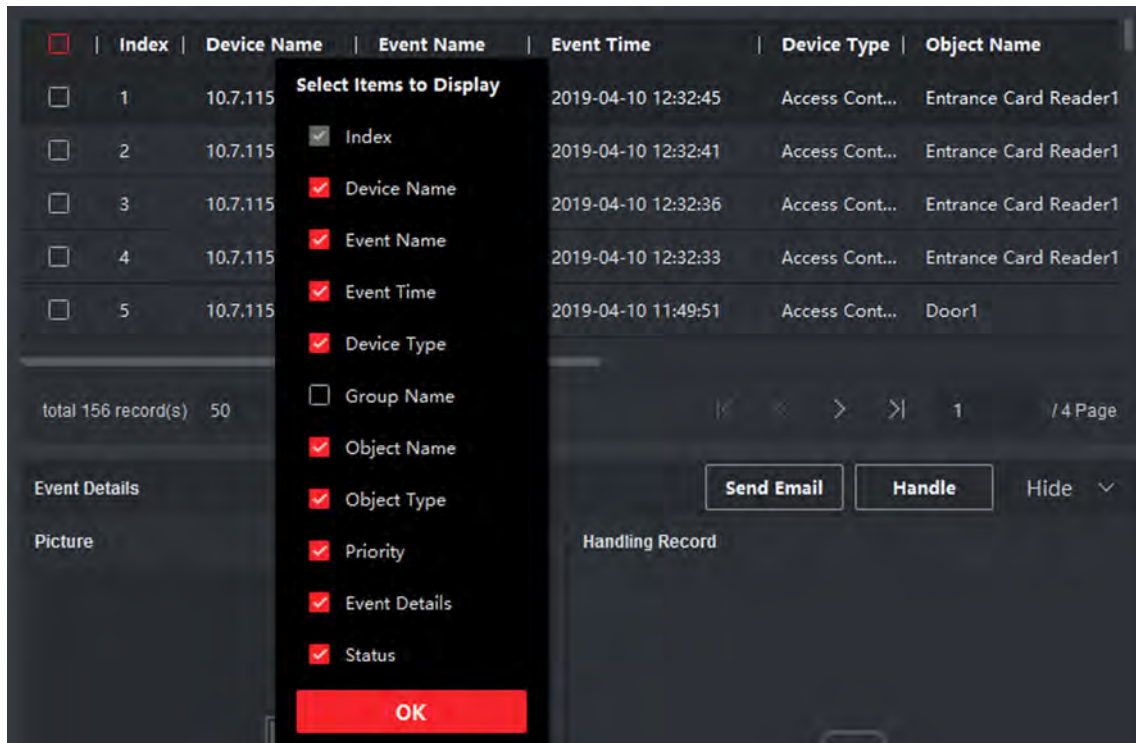 Index | Device Name | Event Name | Event Time | Device Type | Object Name
Select Items to Display
1 10.7.115 2019-04-10 12:32:45 Access Cont... Entrance Card Reader1
Index
2 10.7.115 2019-04-10 12:32:41 Access Cont... Entrance Card Reader1
Device Name
3 10.7.115 2019-04-10 12:32:36 Access Cont... Entrance Card Reader1
Event Name
4 10.7.115 2019-04-10 12:32:33 Access Cont... Entrance Card Reader1
Event Time
5 10.7.115 2019-04-10 11:49:51 Access Cont... Door1
Device Type
Group Name
total 156 record(s) 50 1 / 4 Page
Object Name
Event Details Send Email Handle Hide
Object Type
Picture Handling Record
Priority
Event Details
Status
OK